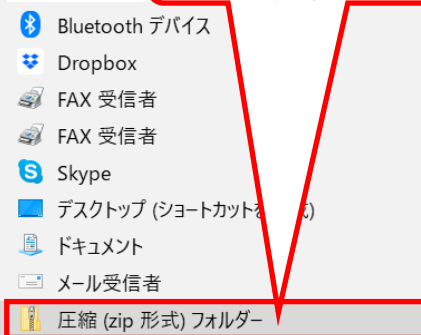 Bluetooth デバイス
Dropbox
FAX 受信者
FAX 受信者
Skype
デスクトップ (ショートカットを
ドキュメント
メール受信者
圧縮 (zip 形式) フォルダー